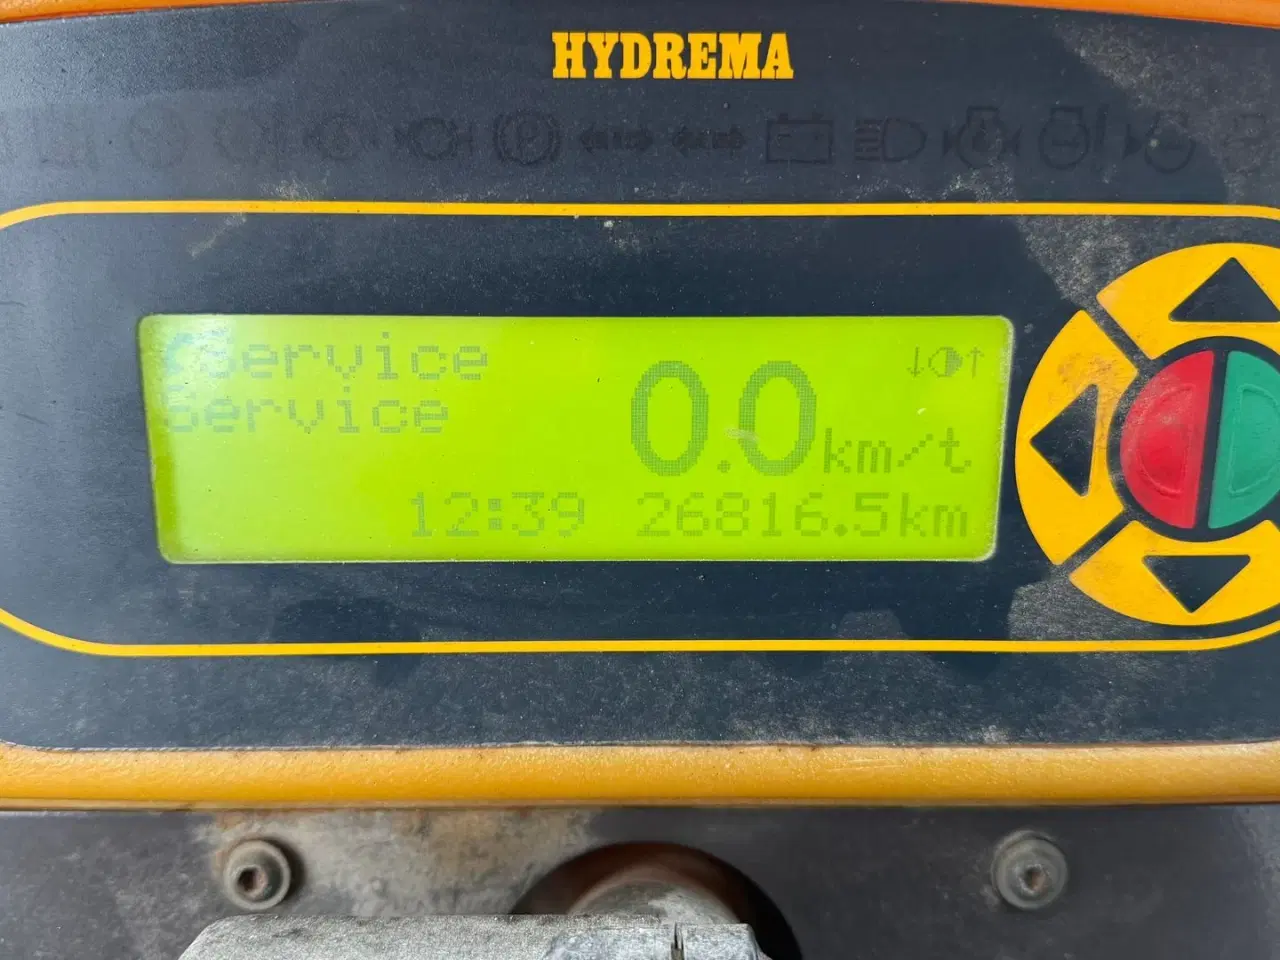 HYDREMA
Service
Service
0.0 km/t
12:39 26816.5km